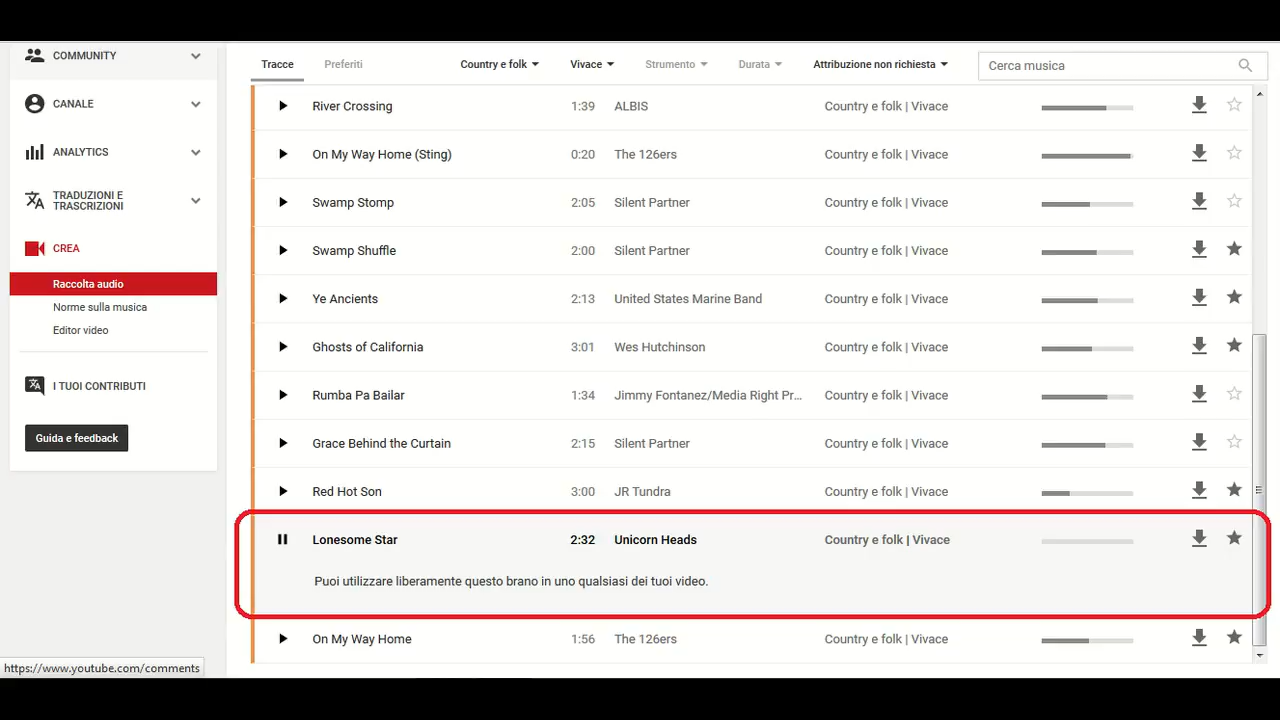 COMMUNITY
CANALE
ANALYTICS
TRADUZIONI E
TRASCRIZIONI
CREA
Raccolta audio
Norme sulla musica
Editor video
I TUOI CONTRIBUTI
Guida e feedback
https://www.youtube.com/comments
Tracce Preferiti Country e folk Vivace Strumento Durata Attribuzione non richiesta Cerca musica
River Crossing 1:39 ALBIS Country e folk | Vivace
On My Way Home (Sting) 0:20 The 126ers Country e folk | Vivace
Swamp Stomp 2:05 Silent Partner Country e folk | Vivace
Swamp Shuffle 2:00 Silent Partner Country e folk | Vivace
Ye Ancients 2:13 United States Marine Band Country e folk | Vivace
Ghosts of California 3:01 Wes Hutchinson Country e folk | Vivace
Rumba Pa Bailar 1:34 Jimmy Fontanez/Media Right Pr... Country e folk | Vivace
Grace Behind the Curtain 2:15 Silent Partner Country e folk | Vivace
Red Hot Son 3:00 JR Tundra Country e folk | Vivace
Lonesome Star 2:32 Unicorn Heads Country e folk | Vivace
Puoi utilizzare liberamente questo brano in uno qualsiasi dei tuoi video.
On My Way Home 1:56 The 126ers Country e folk | Vivace